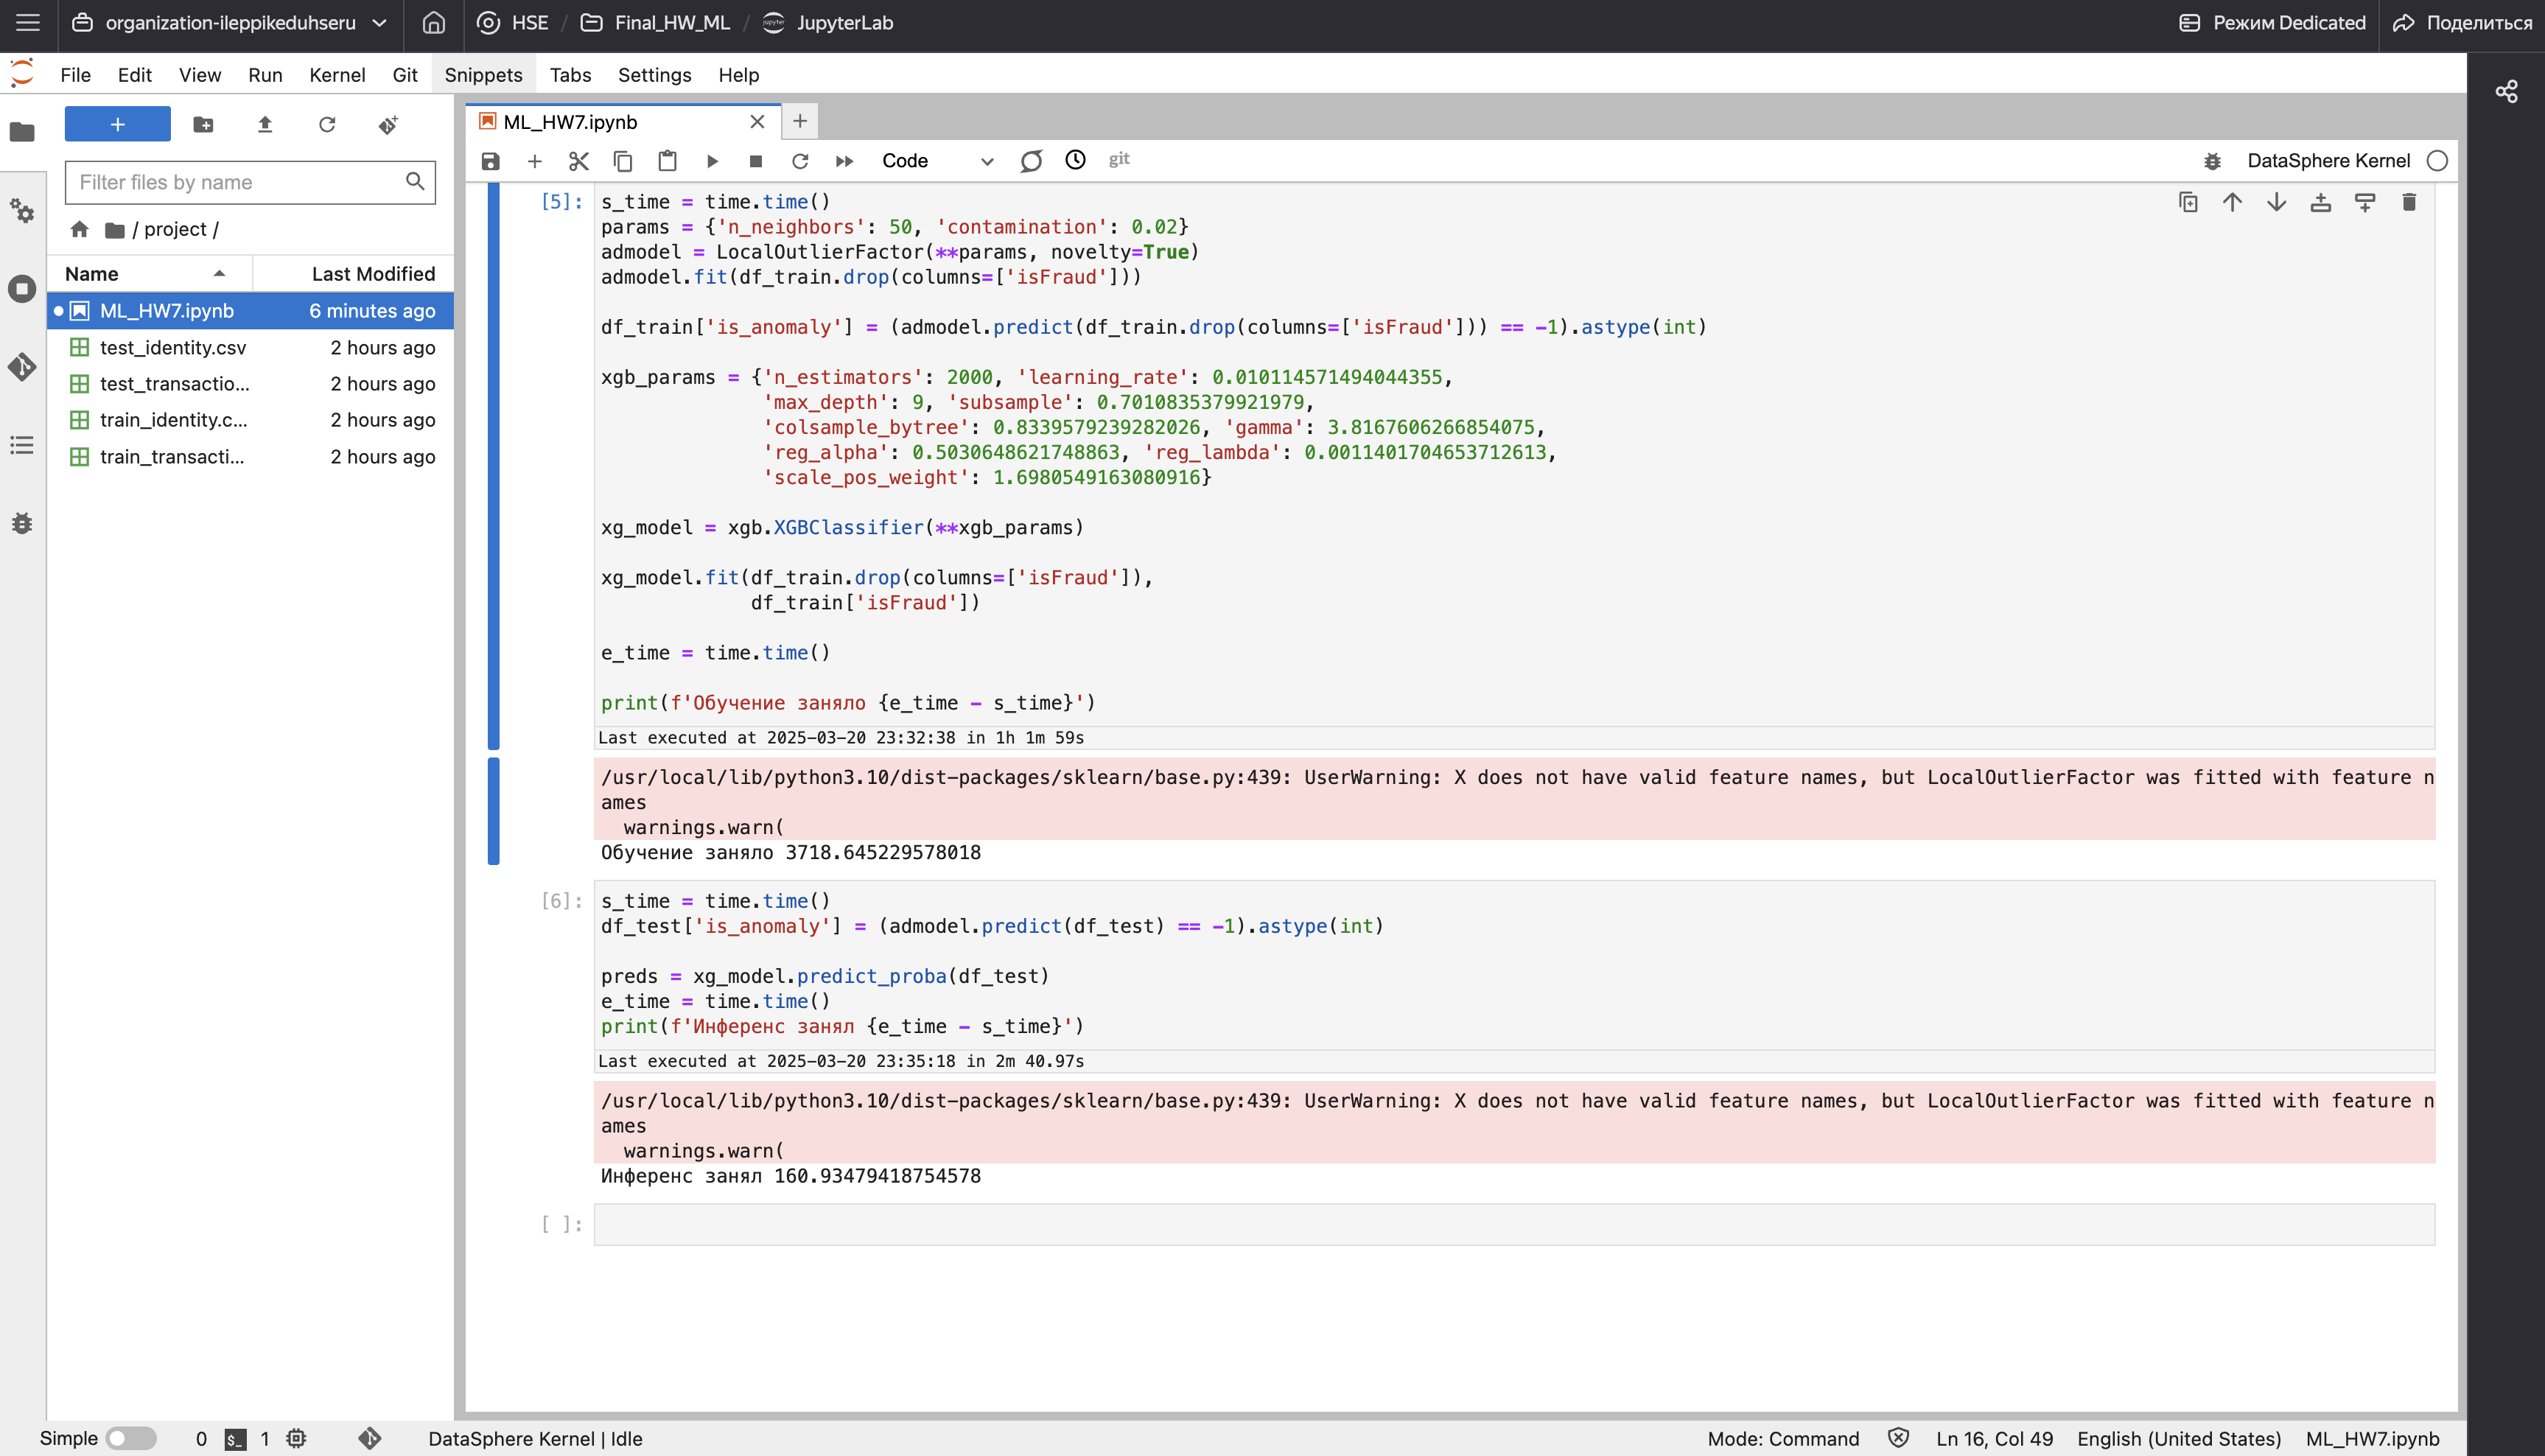 organization-ileppikeduhseru
HSE / Final_HW_ML / JupyterLab
Режим Dedicated
Поделиться
File Edit View Run Kernel Git Snippets Tabs Settings Help
+
Filter files by name
/ project /
Name Last Modified
ML_HW7.ipynb 6 minutes ago
test_identity.csv 2 hours ago
test_transactio... 2 hours ago
train_identity.c... 2 hours ago
train_transacti... 2 hours ago
ML_HW7.ipynb
Code
git
DataSphere Kernel
[5]:
s_time = time.time()
params = {'n_neighbors': 50, 'contamination': 0.02}
admodel = LocalOutlierFactor(**params, novelty=True)
admodel.fit(df_train.drop(columns=['isFraud']))
df_train['is_anomaly'] = (admodel.predict(df_train.drop(columns=['isFraud'])) == -1).astype(int)
xgb_params = {'n_estimators': 2000, 'learning_rate': 0.010114571494044355,
'max_depth': 9, 'subsample': 0.7010835379921979,
'colsample_bytree': 0.8339579239282026, 'gamma': 3.8167606266854075,
'reg_alpha': 0.5030648621748863, 'reg_lambda': 0.0011401704653712613,
'scale_pos_weight': 1.6980549163080916}
xg_model = xgb.XGBClassifier(**xgb_params)
xg_model.fit(df_train.drop(columns=['isFraud']),
df_train['isFraud'])
e_time = time.time()
print(f'Обучение заняло {e_time - s_time}')
Last executed at 2025-03-20 23:32:38 in 1h 1m 59s
/usr/local/lib/python3.10/dist-packages/sklearn/base.py:439: UserWarning: X does not have valid feature names, but LocalOutlierFactor was fitted with feature n
ames
warnings.warn(
Обучение заняло 3718.645229578018
[6]:
s_time = time.time()
df_test['is_anomaly'] = (admodel.predict(df_test) == -1).astype(int)
preds = xg_model.predict_proba(df_test)
e_time = time.time()
print(f'Инференс занял {e_time - s_time}')
Last executed at 2025-03-20 23:35:18 in 2m 40.97s
/usr/local/lib/python3.10/dist-packages/sklearn/base.py:439: UserWarning: X does not have valid feature names, but LocalOutlierFactor was fitted with feature n
ames
warnings.warn(
Инференс занял 160.93479418754578
[ ]:
Simple 0 $_ 1 DataSphere Kernel | Idle
Mode: Command Ln 16, Col 49 English (United States) ML_HW7.ipynb